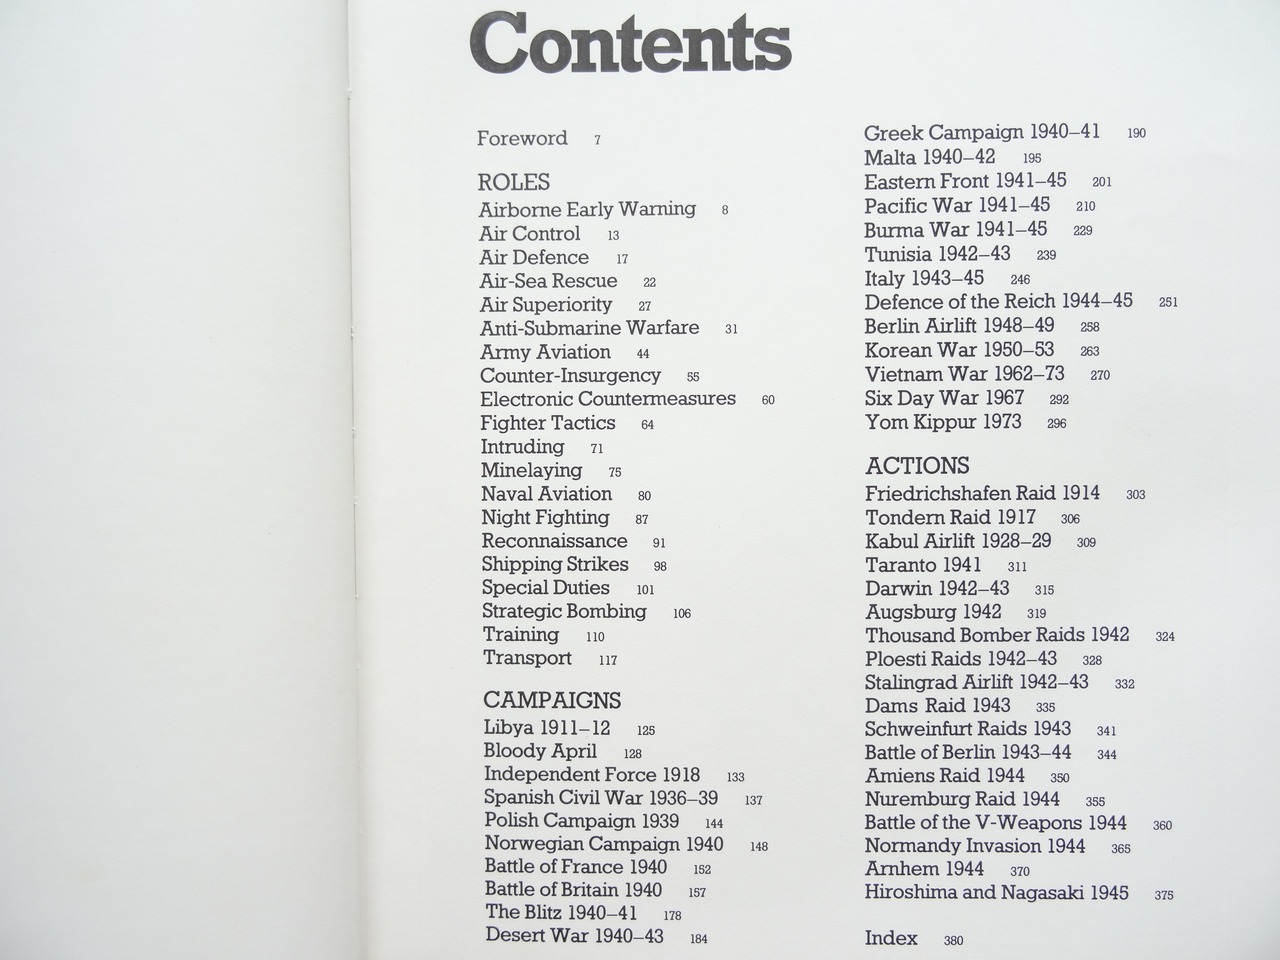 Contents
Foreword 7
ROLES
Airborne Early Warning 8
Air Control 13
Air Defence 17
Air-Sea Rescue 22
Air Superiority 27
Anti-Submarine Warfare 31
Army Aviation 44
Counter-Insurgency 55
Electronic Countermeasures 60
Fighter Tactics 64
Intruding 71
Minelaying 75
Naval Aviation 80
Night Fighting 87
Reconnaissance 91
Shipping Strikes 98
Special Duties 101
Strategic Bombing 106
Training 110
Transport 117
CAMPAIGNS
Libya 1911–12 125
Bloody April 128
Independent Force 1918 133
Spanish Civil War 1936–39 137
Polish Campaign 1939 144
Norwegian Campaign 1940 148
Battle of France 1940 152
Battle of Britain 1940 157
The Blitz 1940–41 178
Desert War 1940–43 184
Greek Campaign 1940–41 190
Malta 1940–42 195
Eastern Front 1941–45 201
Pacific War 1941–45 210
Burma War 1941–45 229
Tunisia 1942–43 239
Italy 1943–45 246
Defence of the Reich 1944–45 251
Berlin Airlift 1948–49 258
Korean War 1950–53 263
Vietnam War 1962–73 270
Six Day War 1967 292
Yom Kippur 1973 296
ACTIONS
Friedrichshafen Raid 1914 303
Tondern Raid 1917 306
Kabul Airlift 1928–29 309
Taranto 1941 311
Darwin 1942–43 315
Augsburg 1942 319
Thousand Bomber Raids 1942 324
Ploesti Raids 1942–43 328
Stalingrad Airlift 1942–43 332
Dams Raid 1943 335
Schweinfurt Raids 1943 341
Battle of Berlin 1943–44 344
Amiens Raid 1944 350
Nuremburg Raid 1944 355
Battle of the V-Weapons 1944 360
Normandy Invasion 1944 365
Arnhem 1944 370
Hiroshima and Nagasaki 1945 375
Index 380